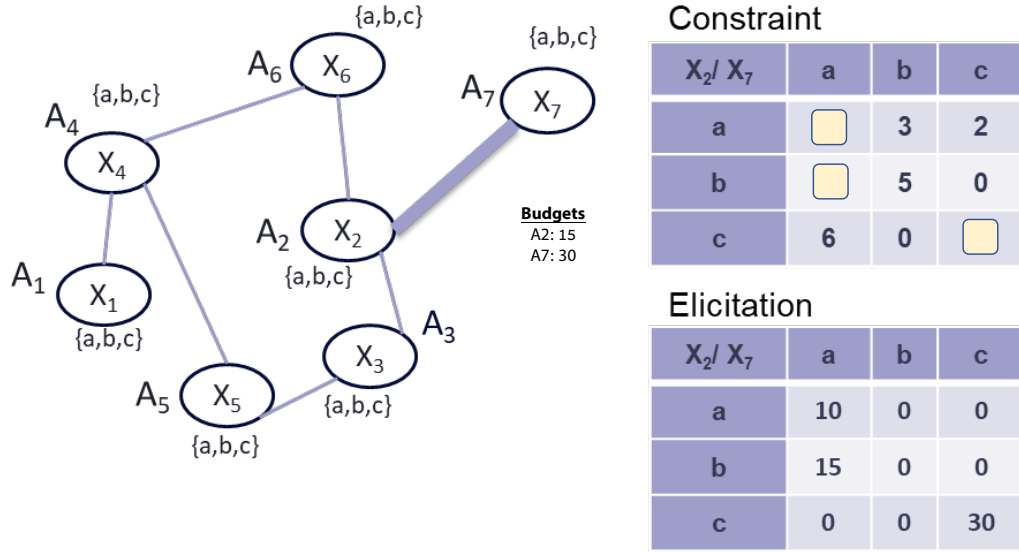 {a,b,c}
A₆ X₆
{a,b,c}
A₇ X₇
{a,b,c}
A₄
X₄
A₂ X₂
{a,b,c}
A₁
X₁
{a,b,c}
A₃
X₃
{a,b,c}
A₅ X₅
{a,b,c}
Budgets
A2: 15
A7: 30
Constraint
X₂/ X₇ a b c
a 3 2
b 5 0
c 6 0
Elicitation
X₂/ X₇ a b c
a 10 0 0
b 15 0 0
c 0 0 30